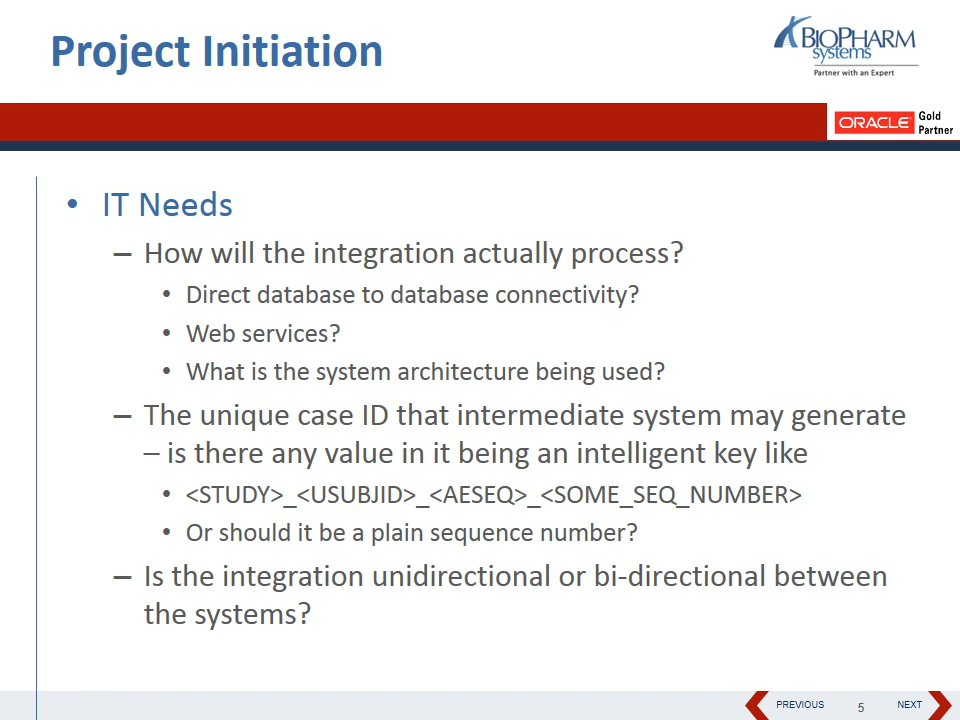 Project Initiation
BIOPHARM
systems
Partner with an Expert
ORACLE
Gold
Partner
• IT Needs
– How will the integration actually process?
• Direct database to database connectivity?
• Web services?
• What is the system architecture being used?
– The unique case ID that intermediate system may generate
– is there any value in it being an intelligent key like
• <STUDY>_<USUBJID>_<AESEQ>_<SOME_SEQ_NUMBER>
• Or should it be a plain sequence number?
– Is the integration unidirectional or bi-directional between
the systems?
PREVIOUS 5 NEXT